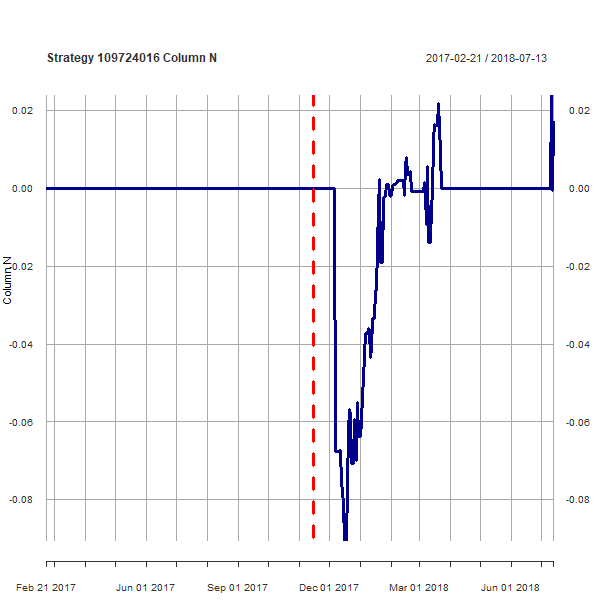 Strategy 109724016 Column N
2017-02-21 / 2018-07-13
0.02
0.02
0.00
0.00
-0.02
-0.02
-0.04
-0.04
-0.06
-0.06
-0.08
-0.08
Column N
Feb 21 2017
Jun 01 2017
Sep 01 2017
Dec 01 2017
Mar 01 2018
Jun 01 2018